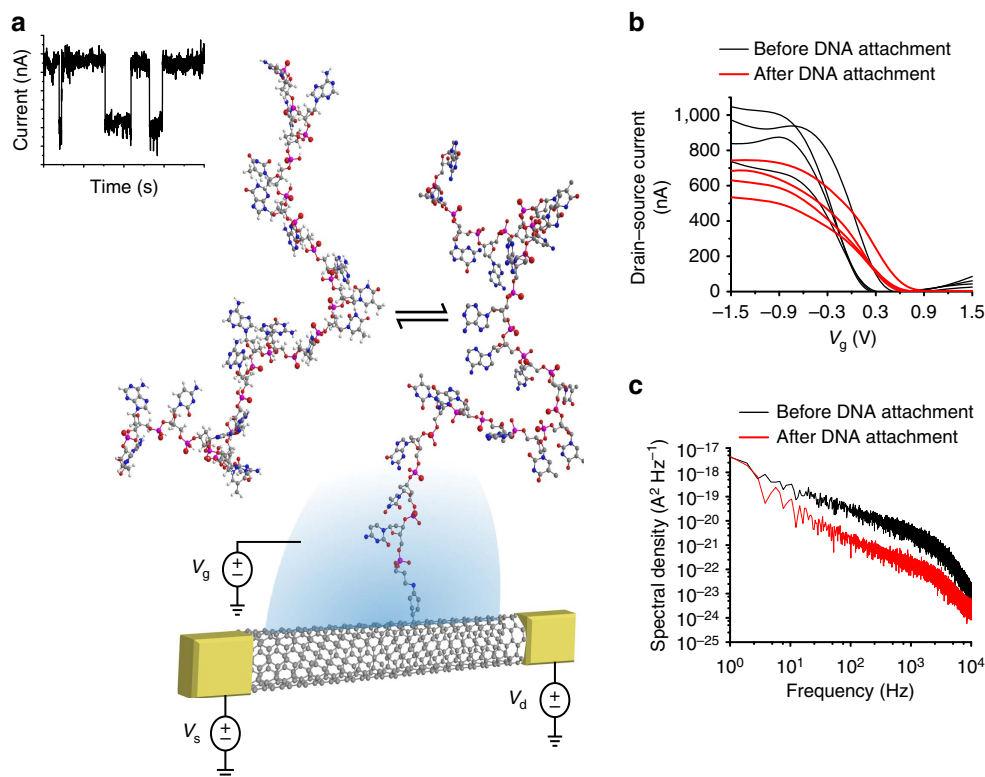 a
Current (nA)
Time (s)
V_g
V_s
V_d
b
Before DNA attachment
After DNA attachment
Drain–source current
(nA)
1,000
800
600
400
200
0
−1.5 −0.9 −0.3 0.3 0.9 1.5
V_g (V)
c
Before DNA attachment
After DNA attachment
Spectral density (A² Hz⁻¹)
10⁻¹⁷
10⁻¹⁸
10⁻¹⁹
10⁻²⁰
10⁻²¹
10⁻²²
10⁻²³
10⁻²⁴
10⁻²⁵
10⁰ 10¹ 10² 10³ 10⁴
Frequency (Hz)